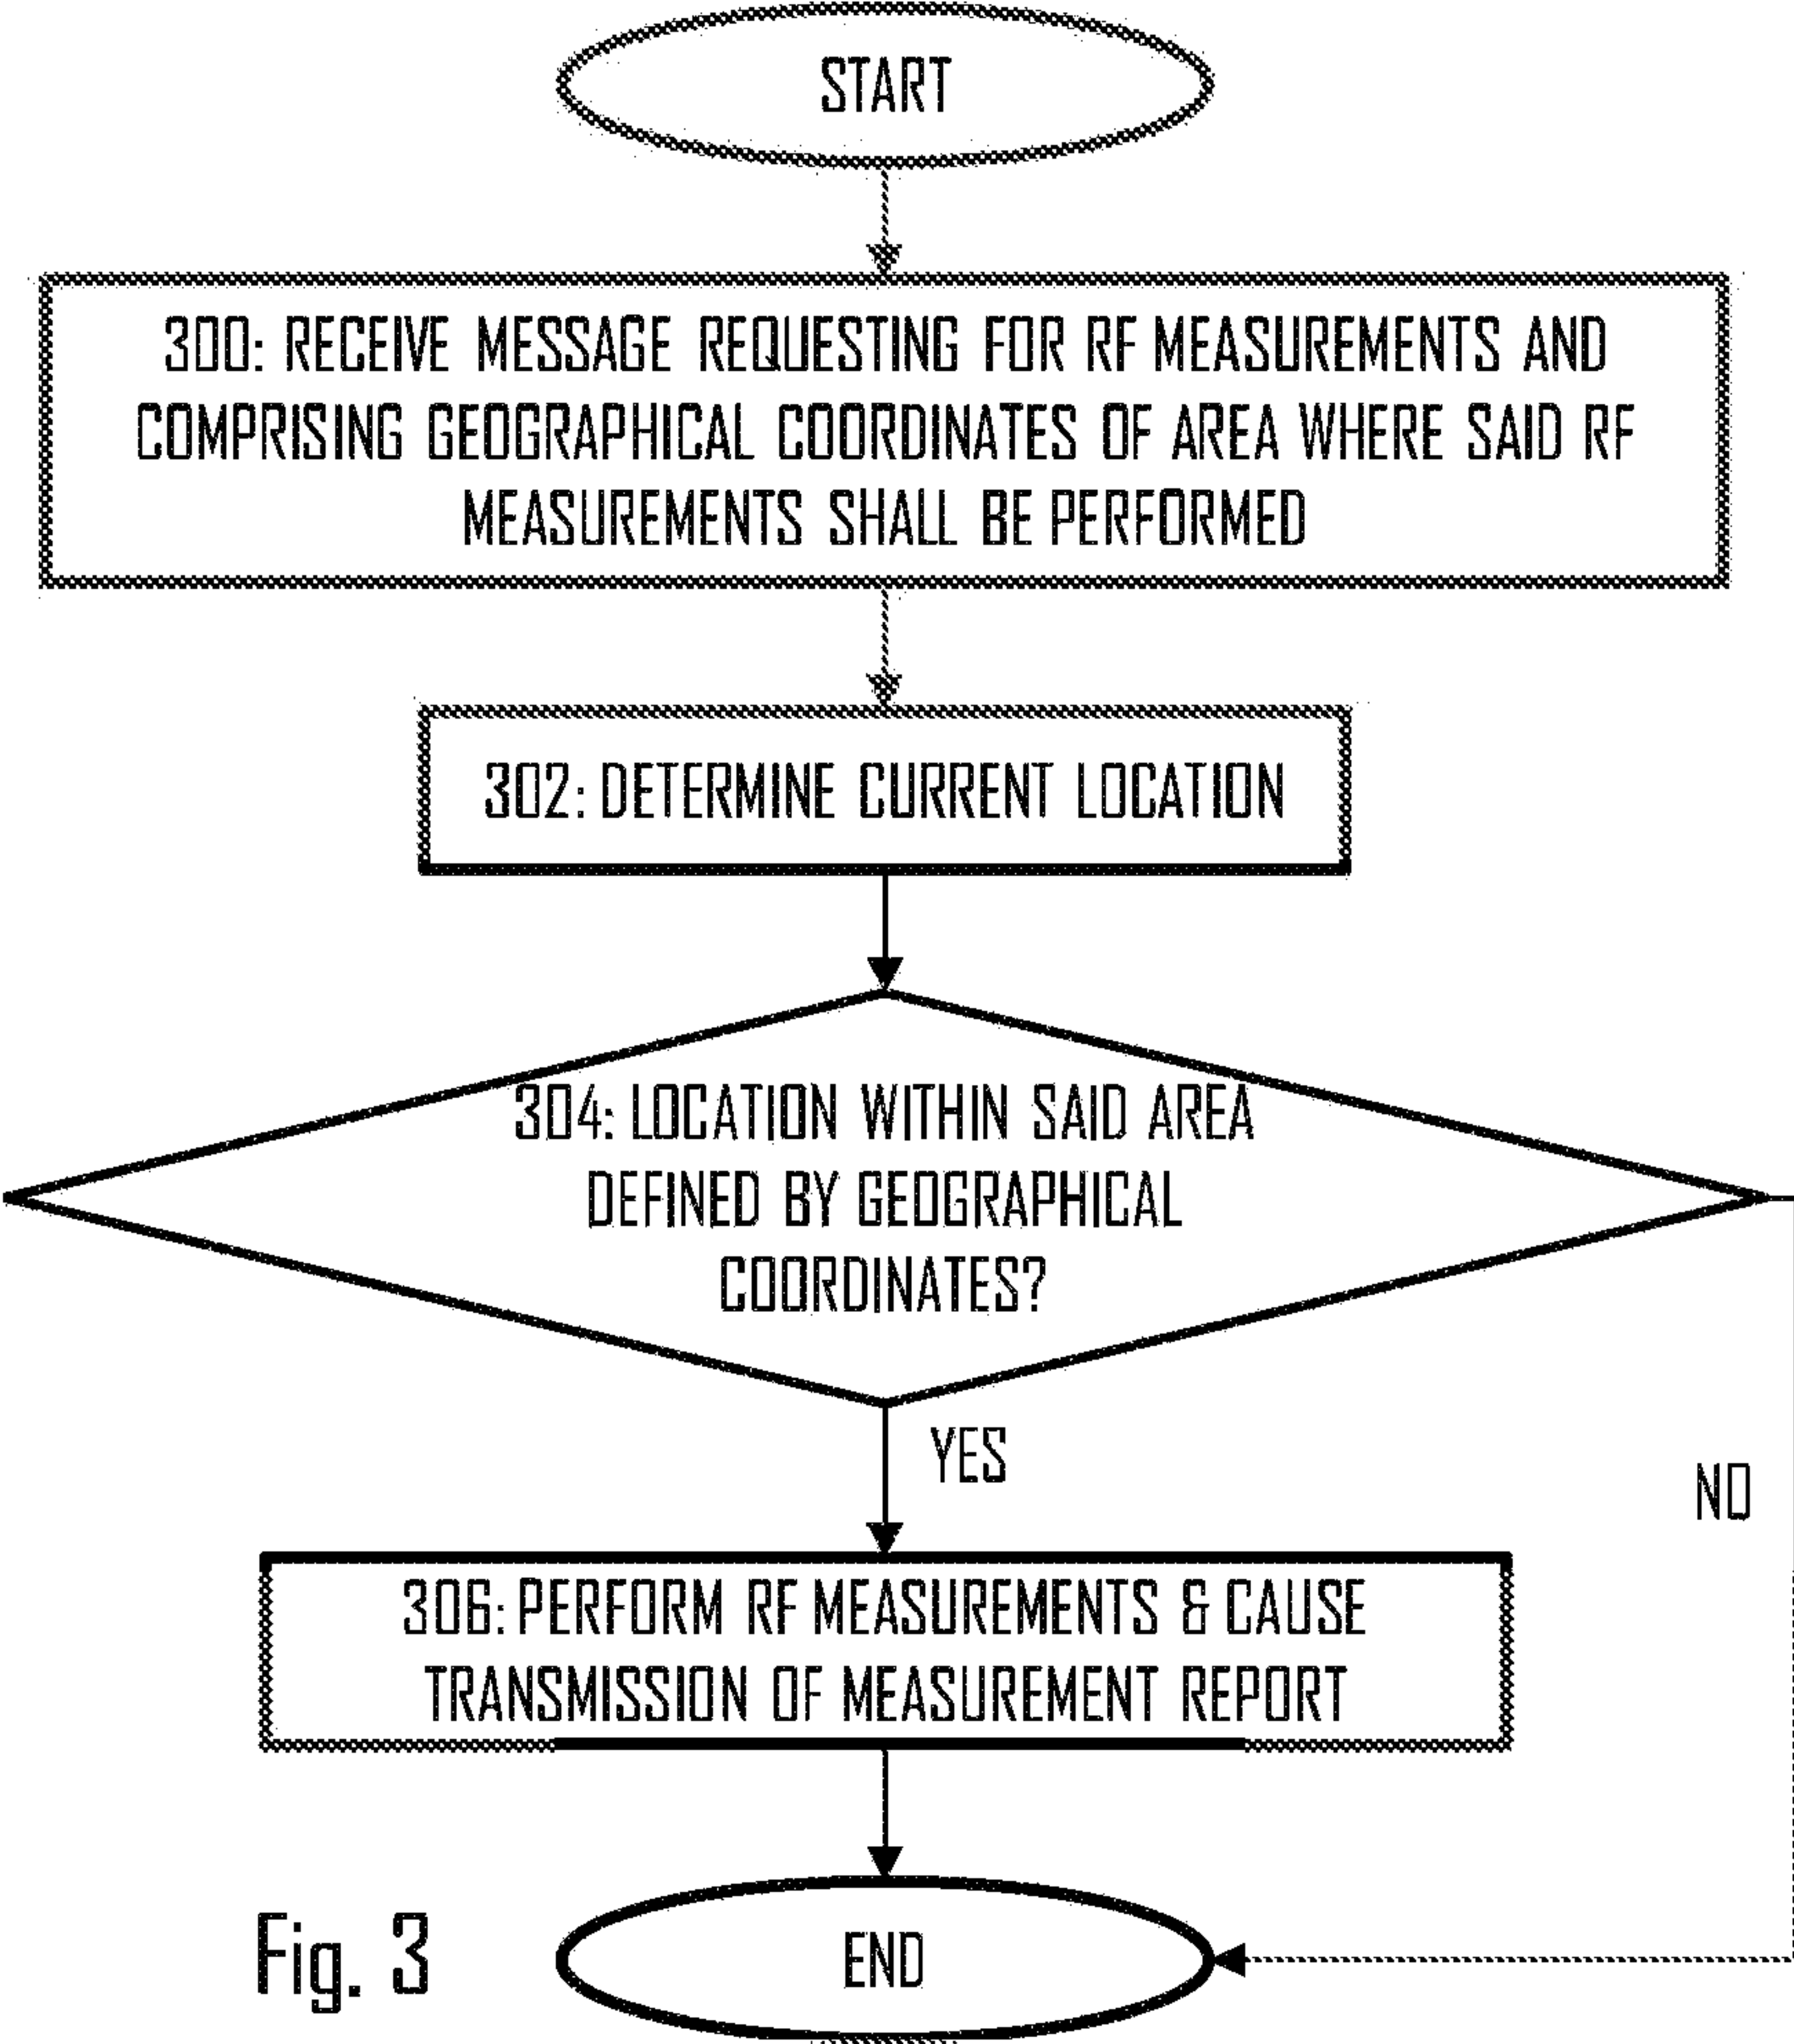 START
300: RECEIVE MESSAGE REQUESTING FOR RF MEASUREMENTS AND
COMPRISING GEOGRAPHICAL COORDINATES OF AREA WHERE SAID RF
MEASUREMENTS SHALL BE PERFORMED
302: DETERMINE CURRENT LOCATION
304: LOCATION WITHIN SAID AREA
DEFINED BY GEOGRAPHICAL
COORDINATES?
YES
NO
306: PERFORM RF MEASUREMENTS & CAUSE
TRANSMISSION OF MEASUREMENT REPORT
END
Fig. 3